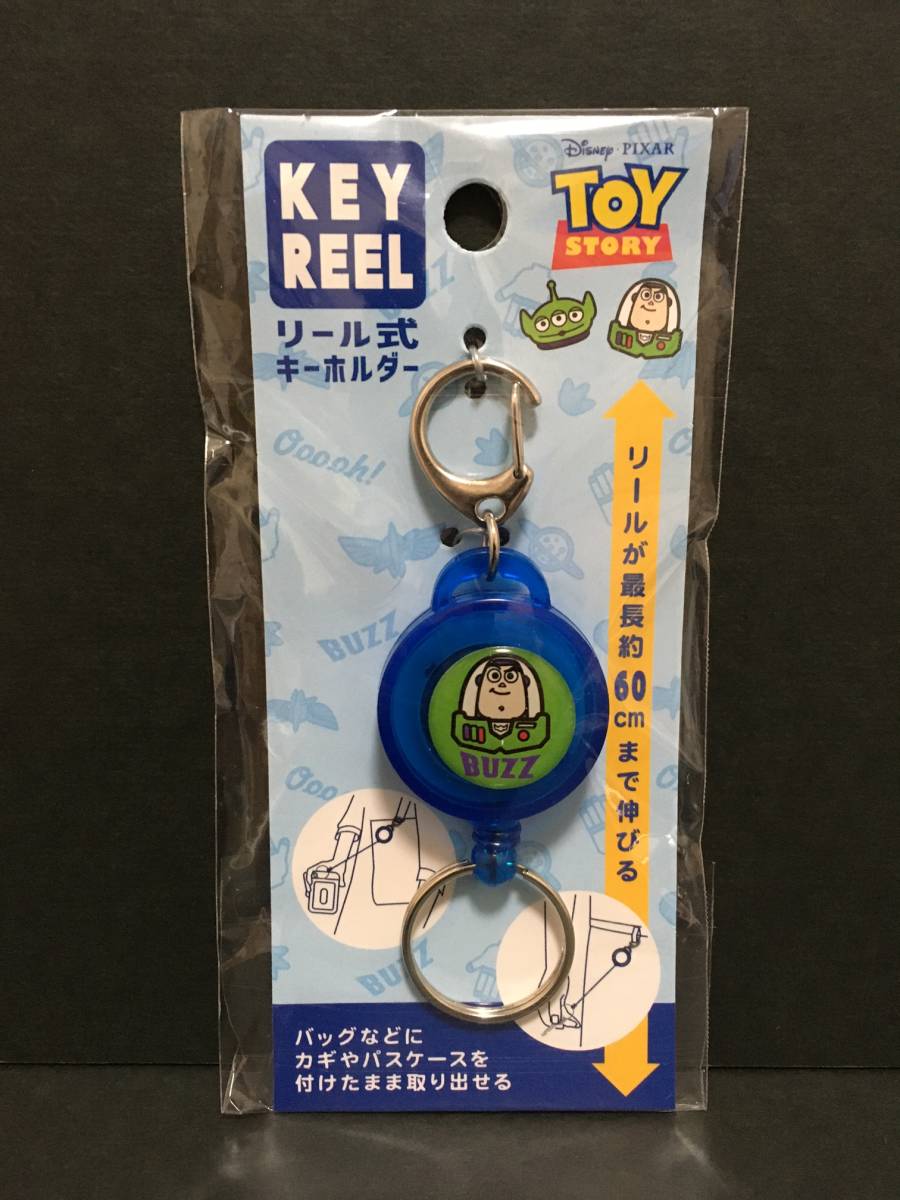 KEY
REEL
リール式
キーホルダー
Disney · PIXAR
TOY
STORY
リールが最長約60cmまで伸びる
Ooooh!
BUZZ
BUZZ
Ooo
BUZZ
バッグなどに
カギやパスケースを
付けたまま取り出せる